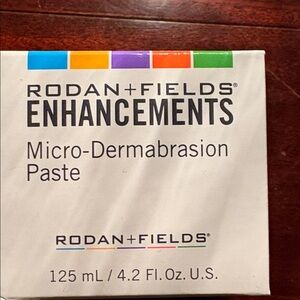 RODAN+FIELDS®
ENHANCEMENTS
Micro-Dermabrasion
Paste
RODAN+FIELDS®
125 mL / 4.2 Fl.Oz. U.S.